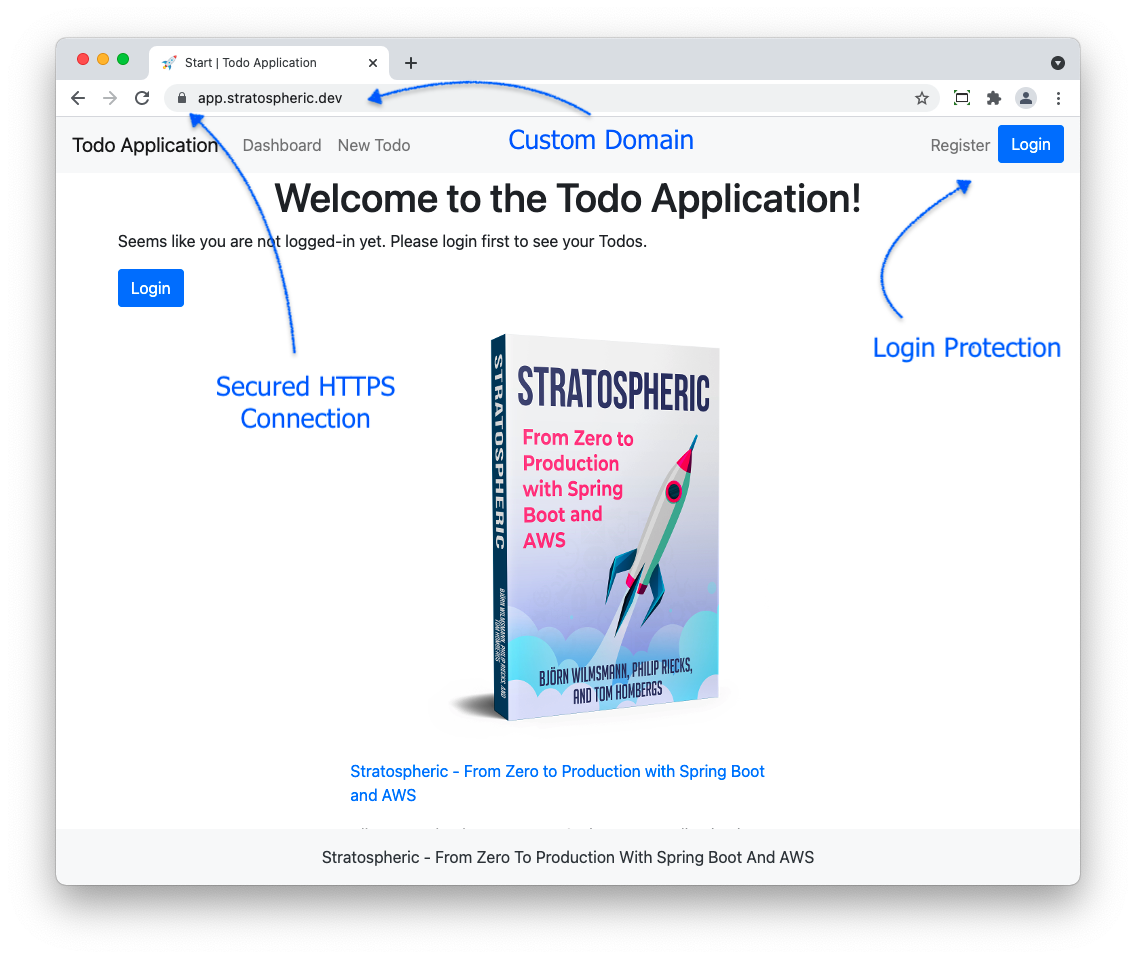 Start | Todo Application
app.stratospheric.dev
Custom Domain
Todo Application
Dashboard
New Todo
Register
Login
Welcome to the Todo Application!
Seems like you are not logged-in yet. Please login first to see your Todos.
Login
Login Protection
Secured HTTPS
Connection
STRATOSPHERIC
STRATOSPHERIC
From Zero to
Production
with Spring
Boot and
AWS
BJÖRN WILMSMANN, PHILIP RIECKS, AND
TOM HOMBERGS
BJÖRN WILMSMANN, PHILIP RIECKS,
AND TOM HOMBERGS
Stratospheric - From Zero to Production with Spring Boot
and AWS
Stratospheric - From Zero To Production With Spring Boot And AWS